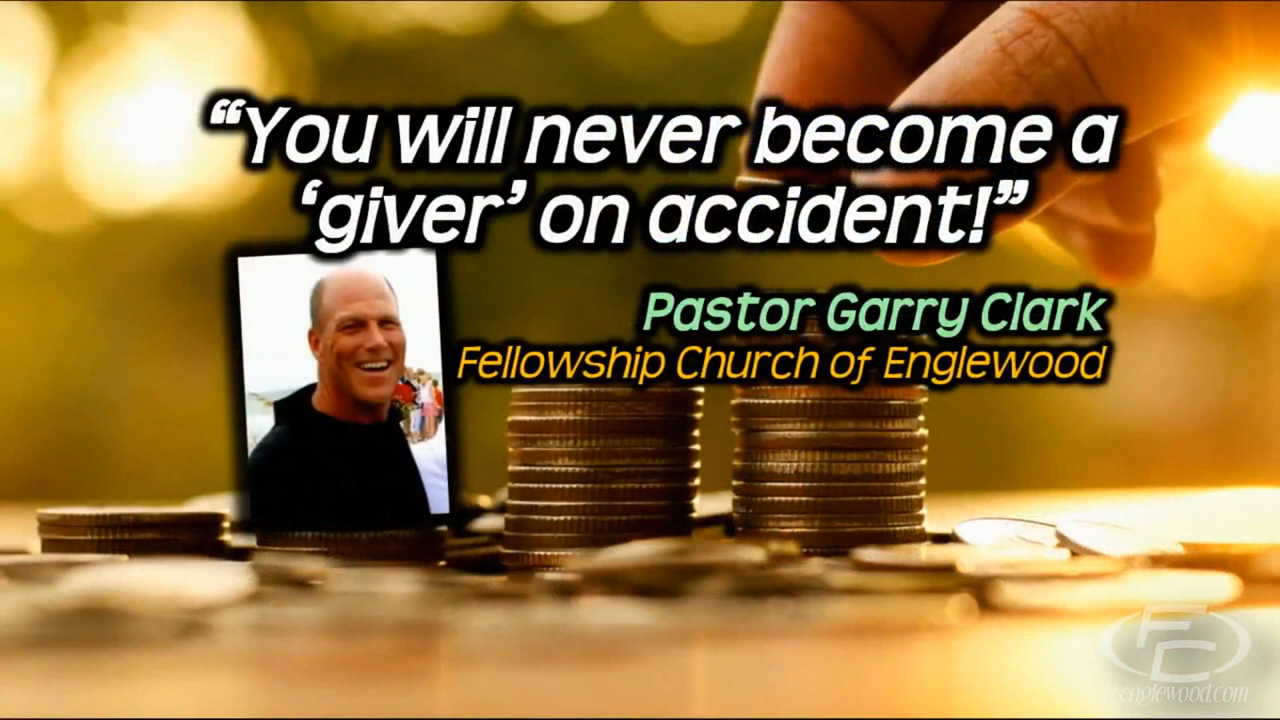 “You will never become a
‘giver’ on accident!”
Pastor Garry Clark
Fellowship Church of Englewood
FC
fcenglewood.com